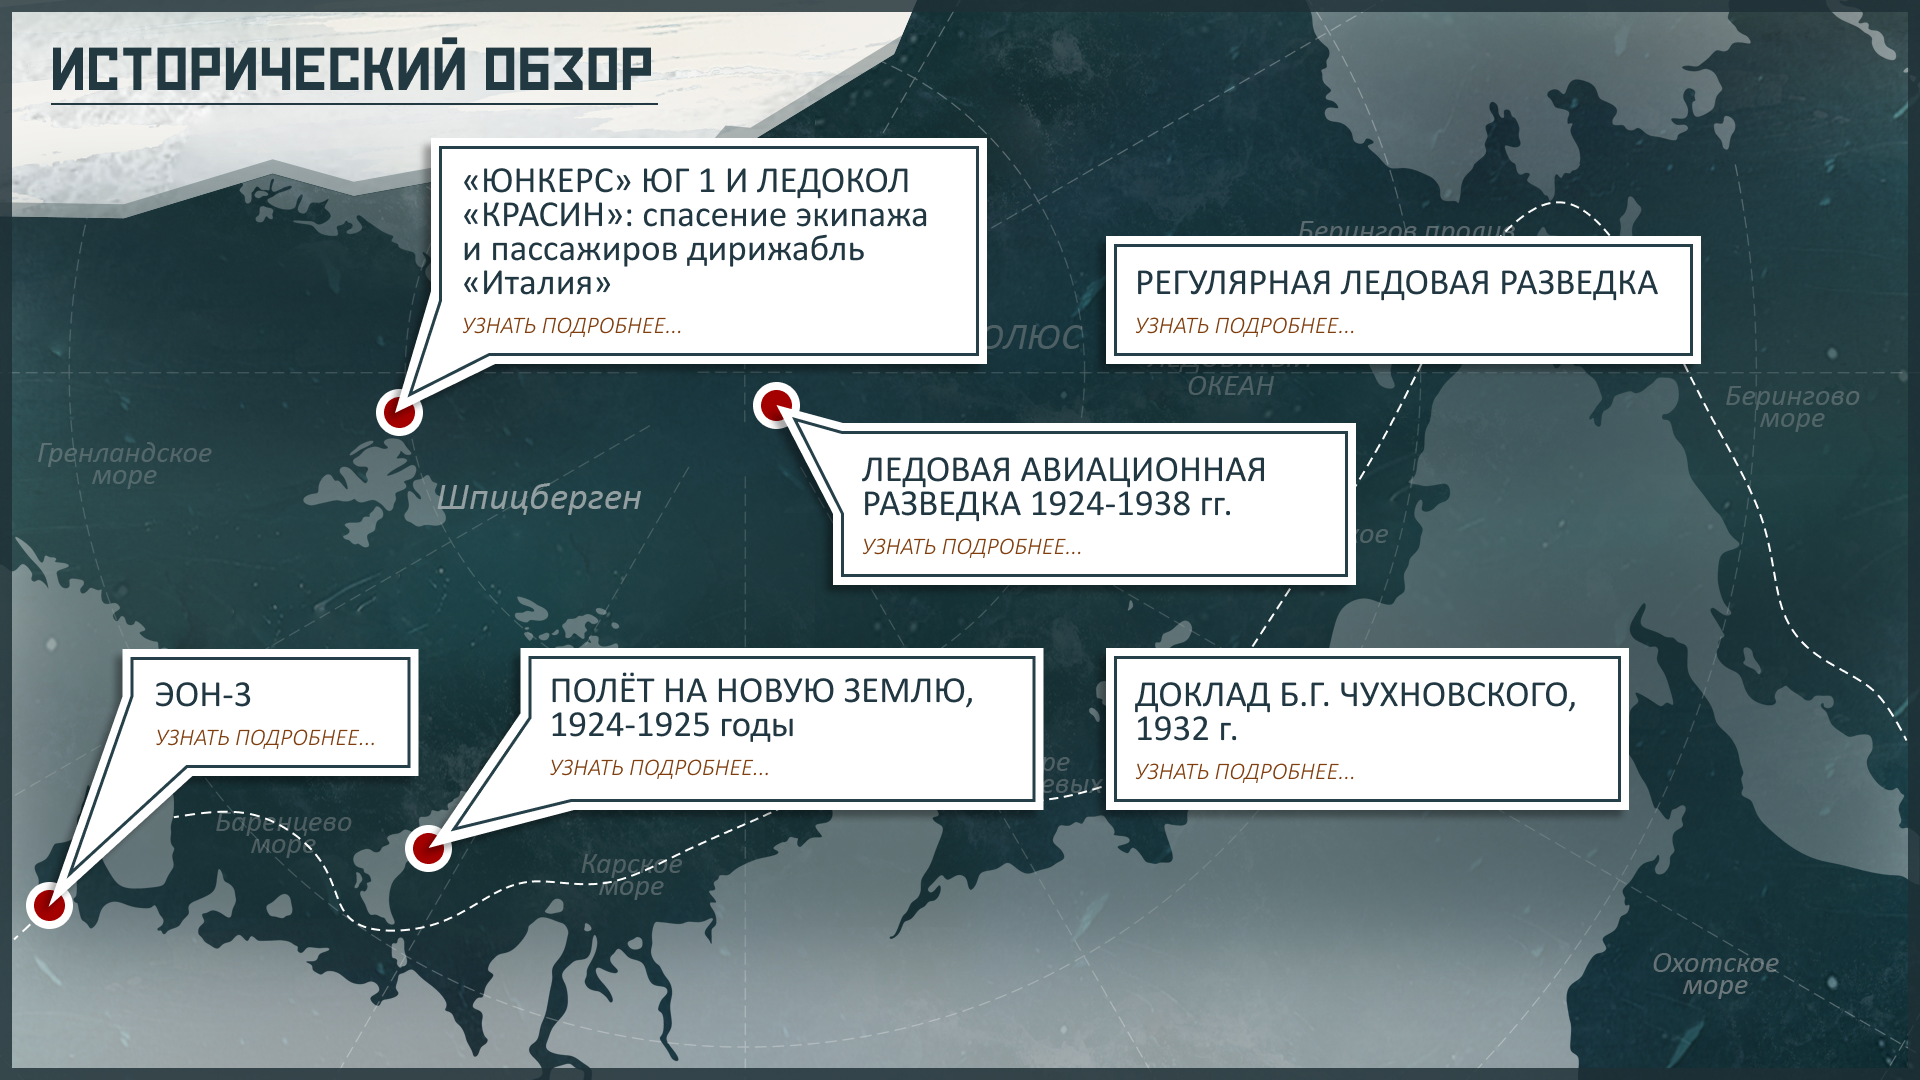 ИСТОРИЧЕСКИЙ ОБЗОР
«ЮНКЕРС» ЮГ 1 И ЛЕДОКОЛ
«КРАСИН»: спасение экипажа
и пассажиров дирижабль
«Италия»
УЗНАТЬ ПОДРОБНЕЕ...
Берингов пролив
РЕГУЛЯРНАЯ ЛЕДОВАЯ РАЗВЕДКА
УЗНАТЬ ПОДРОБНЕЕ...
ОКЕАН
Берингово
море
Гренландское
море
Шпицберген
ЛЕДОВАЯ АВИАЦИОННАЯ
РАЗВЕДКА 1924-1938 гг.
УЗНАТЬ ПОДРОБНЕЕ...
ЭОН-3
УЗНАТЬ ПОДРОБНЕЕ...
ПОЛЁТ НА НОВУЮ ЗЕМЛЮ,
1924-1925 годы
УЗНАТЬ ПОДРОБНЕЕ...
ДОКЛАД Б.Г. ЧУХНОВСКОГО,
1932 г.
УЗНАТЬ ПОДРОБНЕЕ...
Баренцево
море
Карское
море
Охотское
море